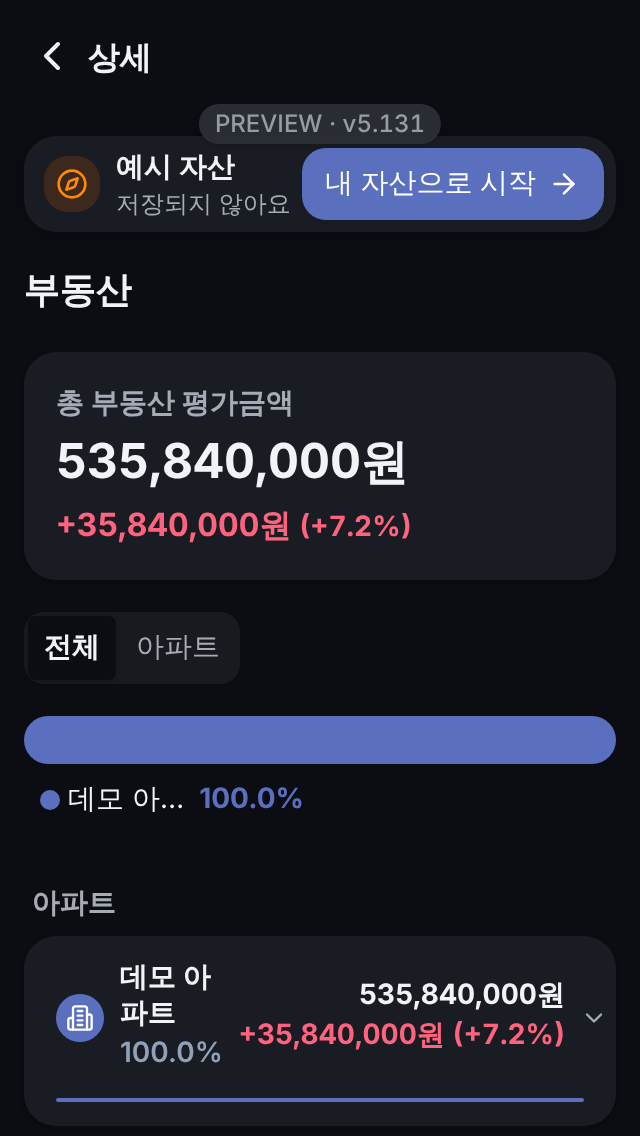 상세
PREVIEW · v5.131
예시 자산
저장되지 않아요
내 자산으로 시작
부동산
총 부동산 평가금액
535,840,000원
+35,840,000원 (+7.2%)
전체 아파트
데모 아... 100.0%
아파트
데모 아
파트
100.0%
535,840,000원
+35,840,000원 (+7.2%)